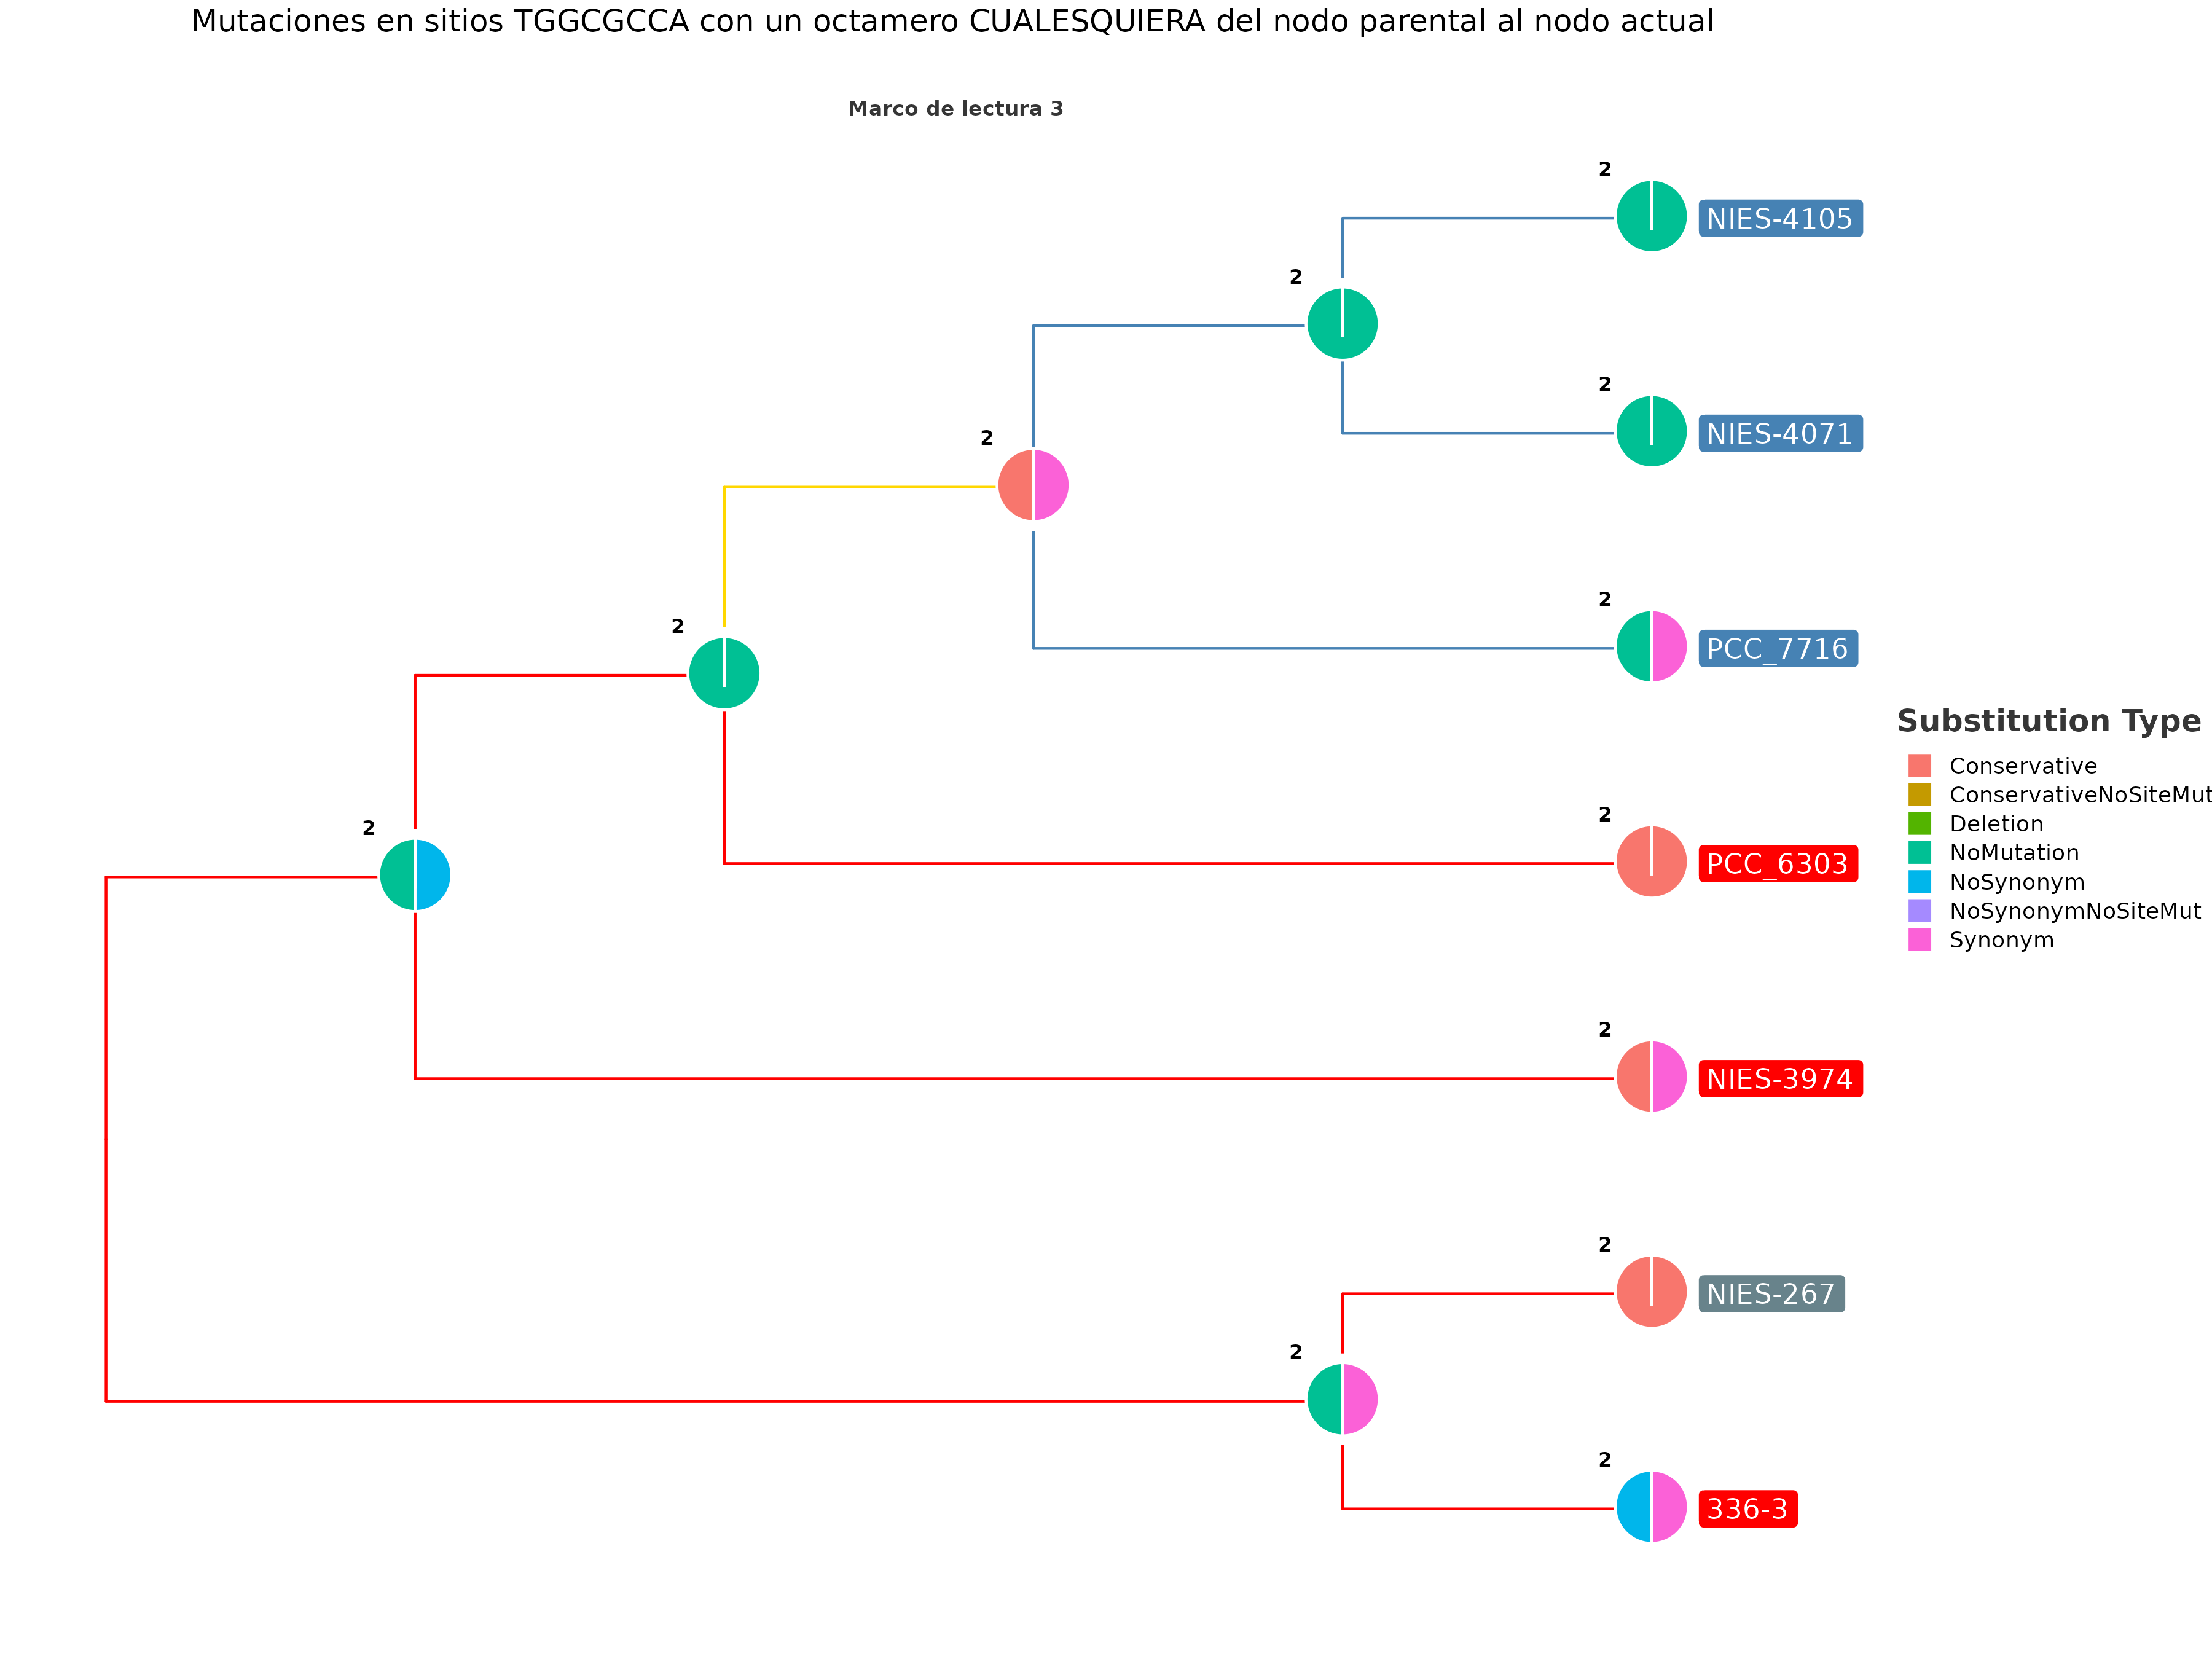 Mutaciones en sitios TGGCGCCA con un octamero CUALESQUIERA del nodo parental al nodo actual
Marco de lectura 3
2
NIES-4105
2
2
NIES-4071
2
2
PCC_7716
2
Substitution Type
Conservative
ConservativeNoSiteMut
Deletion
NoMutation
NoSynonym
NoSynonymNoSiteMut
Synonym
2
PCC_6303
2
2
NIES-3974
2
NIES-267
2
2
336-3